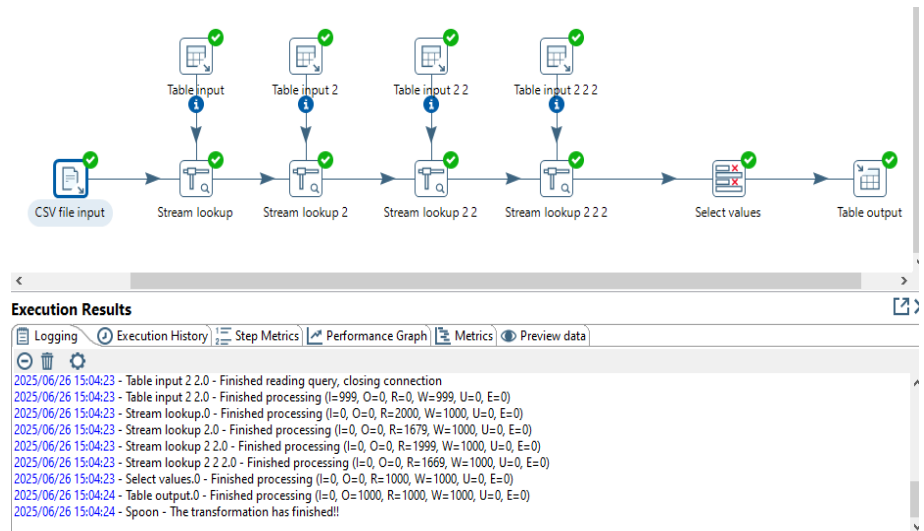 Table input Table input 2 Table input 2 2 Table input 2 2 2
CSV file input Stream lookup Stream lookup 2 Stream lookup 2 2 Stream lookup 2 2 2 Select values Table output
Execution Results
Logging Execution History Step Metrics Performance Graph Metrics Preview data
2025/06/26 15:04:23 - Table input 2 2.0 - Finished reading query, closing connection
2025/06/26 15:04:23 - Table input 2 2.0 - Finished processing (I=999, O=0, R=0, W=999, U=0, E=0)
2025/06/26 15:04:23 - Stream lookup.0 - Finished processing (I=0, O=0, R=2000, W=1000, U=0, E=0)
2025/06/26 15:04:23 - Stream lookup 2.0 - Finished processing (I=0, O=0, R=1679, W=1000, U=0, E=0)
2025/06/26 15:04:23 - Stream lookup 2 2.0 - Finished processing (I=0, O=0, R=1999, W=1000, U=0, E=0)
2025/06/26 15:04:23 - Stream lookup 2 2 2.0 - Finished processing (I=0, O=0, R=1669, W=1000, U=0, E=0)
2025/06/26 15:04:23 - Select values.0 - Finished processing (I=0, O=0, R=1000, W=1000, U=0, E=0)
2025/06/26 15:04:24 - Table output.0 - Finished processing (I=0, O=1000, R=1000, W=1000, U=0, E=0)
2025/06/26 15:04:24 - Spoon - The transformation has finished!!